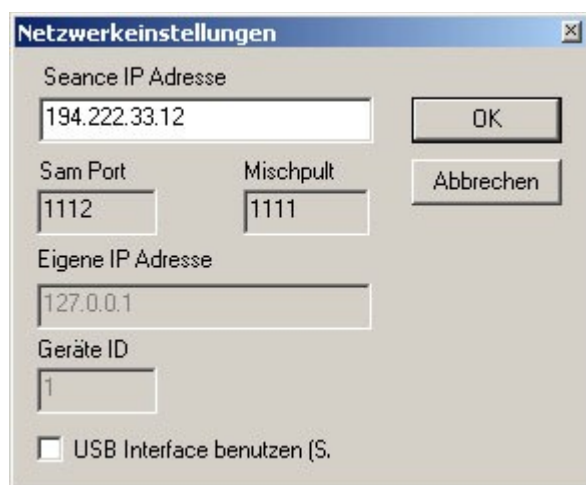 Netzwerkeinstellungen
Seance IP Adresse
194.222.33.12
OK
Sam Port Mischpult
Abbrechen
1112 1111
Eigene IP Adresse
127.0.0.1
Geräte ID
1
USB Interface benutzen (S.